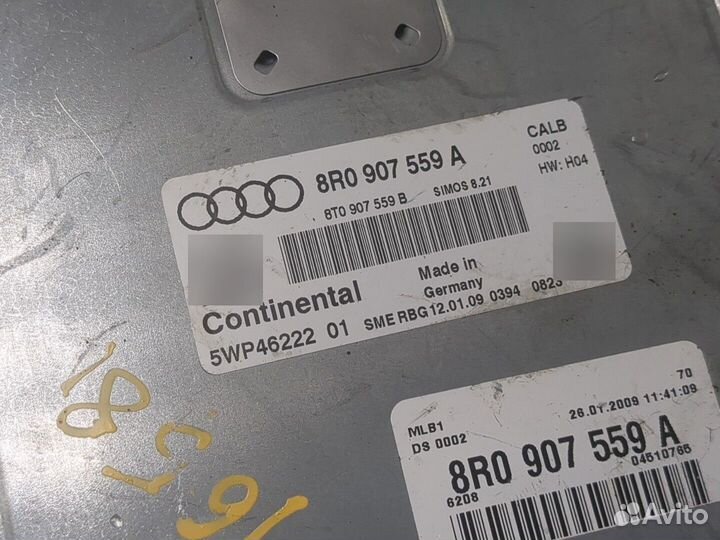 8R0 907 559 A
8T0 907 559 B SIMOS 8.21
CALB
0002
HW: H04
Continental
Made in
Germany
5WP46222 01 SME RBG 12.01.09 0394 0823
70
MLB1
26.01.2009 11:41:09
DS 0002
8R0 907 559 A
6208
04510765
Avito